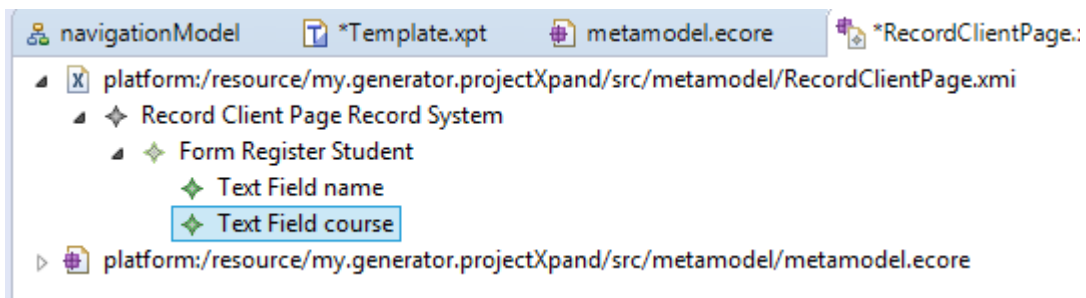 navigationModel *Template.xpt metamodel.ecore *RecordClientPage.
platform:/resource/my.generator.projectXpand/src/metamodel/RecordClientPage.xmi
Record Client Page Record System
Form Register Student
Text Field name
Text Field course
platform:/resource/my.generator.projectXpand/src/metamodel/metamodel.ecore